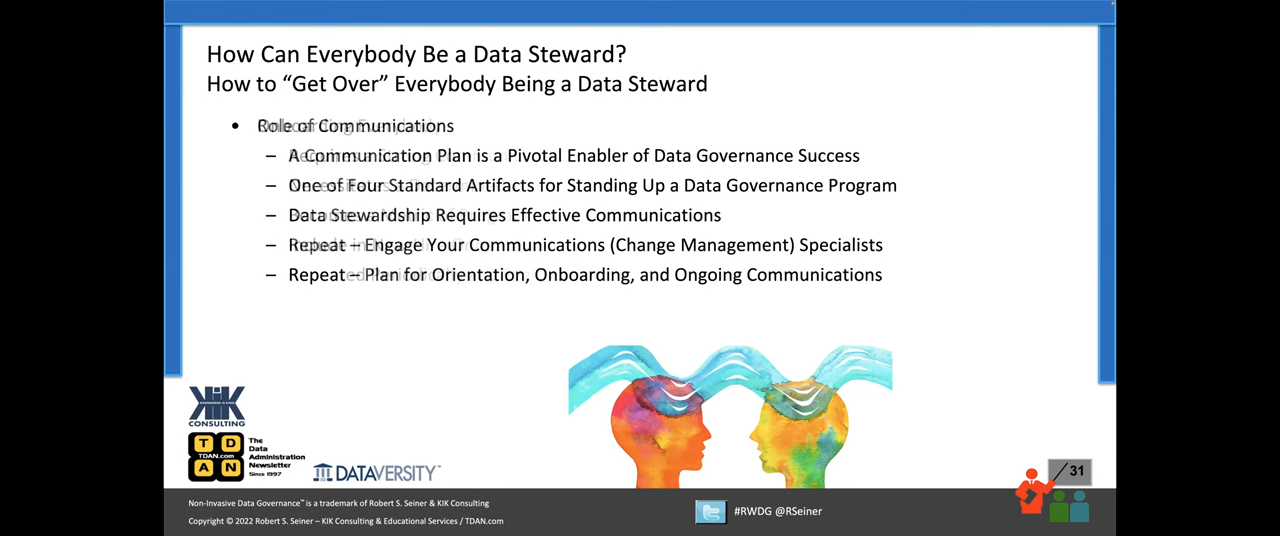 How Can Everybody Be a Data Steward?
How to “Get Over” Everybody Being a Data Steward
• Role of Communications
– A Communication Plan is a Pivotal Enabler of Data Governance Success
– One of Four Standard Artifacts for Standing Up a Data Governance Program
– Data Stewardship Requires Effective Communications
– Repeat – Engage Your Communications (Change Management) Specialists
– Repeat – Plan for Orientation, Onboarding, and Ongoing Communications
KIK
CONSULTING
T D
TDAN.com
A N
The
Data
Administration
Newsletter
Since 1997
DATAVERSITY™
31
Non-Invasive Data Governance™ is a trademark of Robert S. Seiner & KIK Consulting
Copyright © 2022 Robert S. Seiner – KIK Consulting & Educational Services / TDAN.com
#RWDG @RSeiner